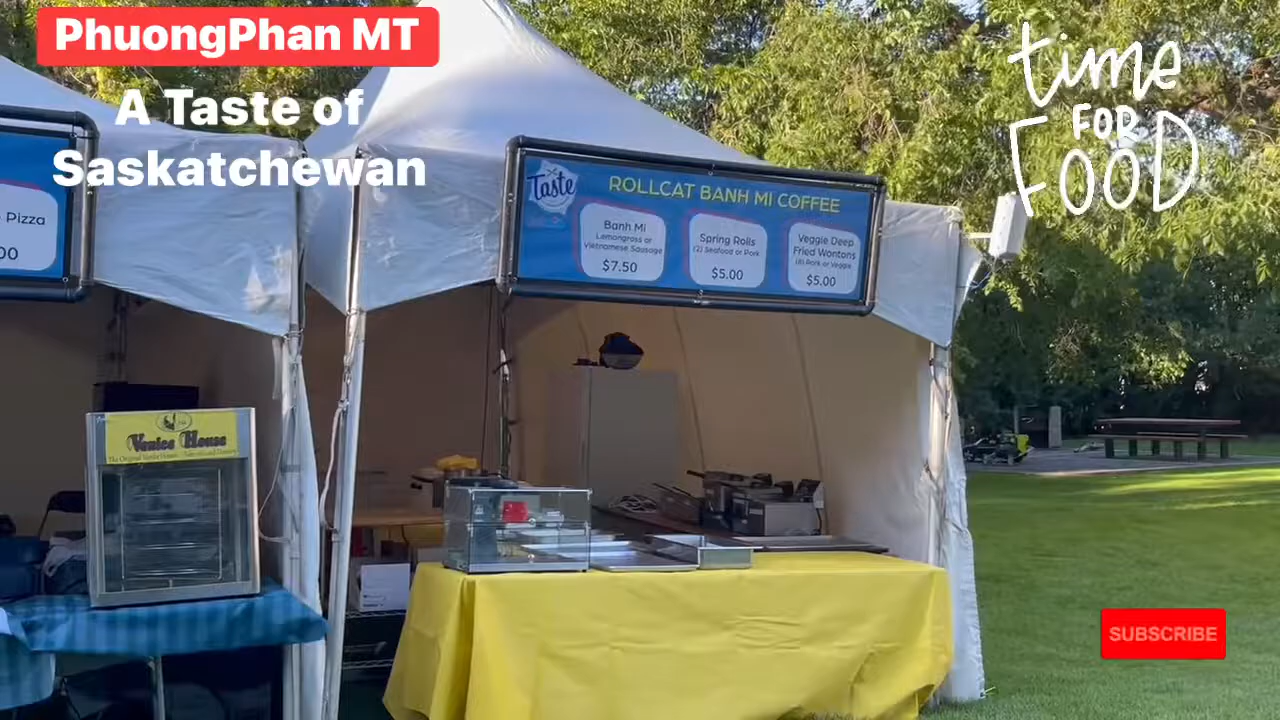 PhuongPhan MT
A Taste of
Saskatchewan
time
FOR
FOOD
Pizza
00
Taste
ROLLCAT BANH MI COFFEE
Banh Mi
Lemongrass or
Vietnamese Sausage
$7.50
Spring Rolls
(2) Seafood or Pork
$5.00
Veggie Deep
Fried Wontons
(8) Pork or Veggie
$5.00
Venice House
SUBSCRIBE